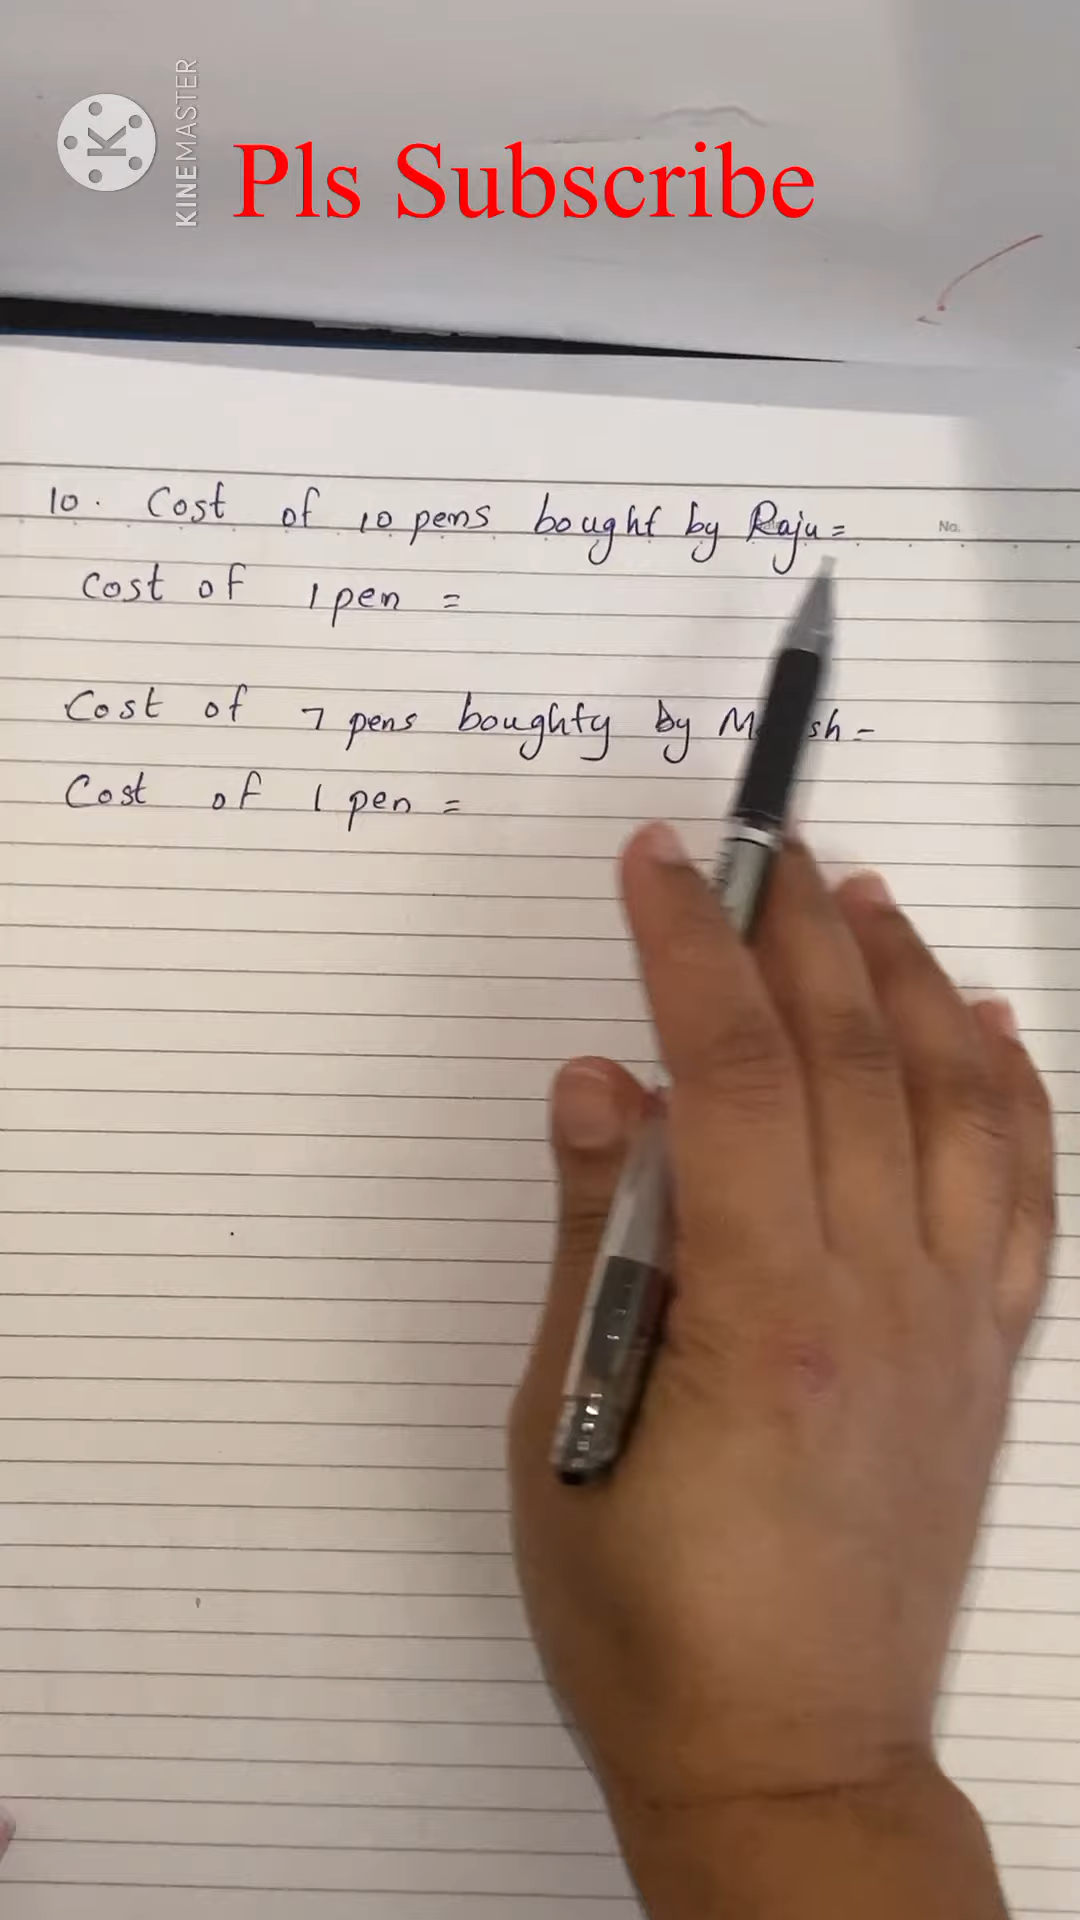 KINEMASTER
Pls Subscribe
10. Cost of 10 pens bought by Raju=
No.
Cost of 1 pen =
Cost of 7 pens boughty by =
Cost of 1 pen =